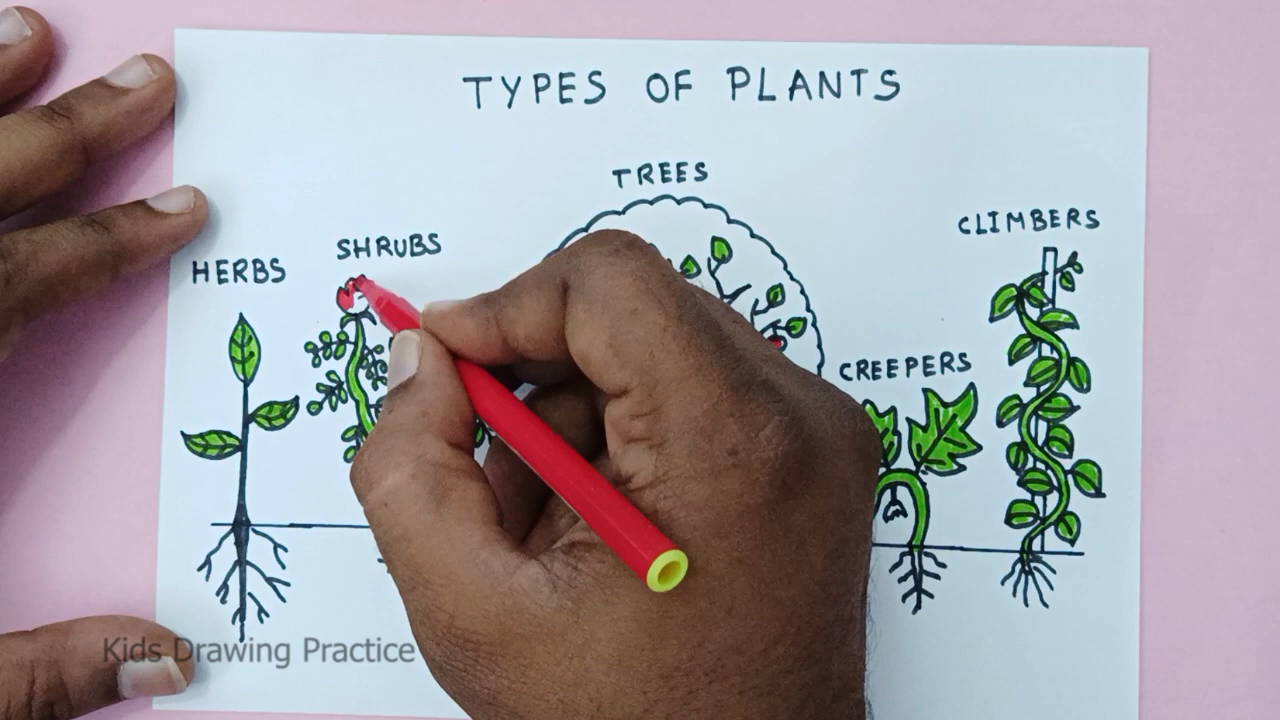 TYPES OF PLANTS
TREES
CLIMBERS
SHRUBS
HERBS
CREEPERS
Kids Drawing Practice